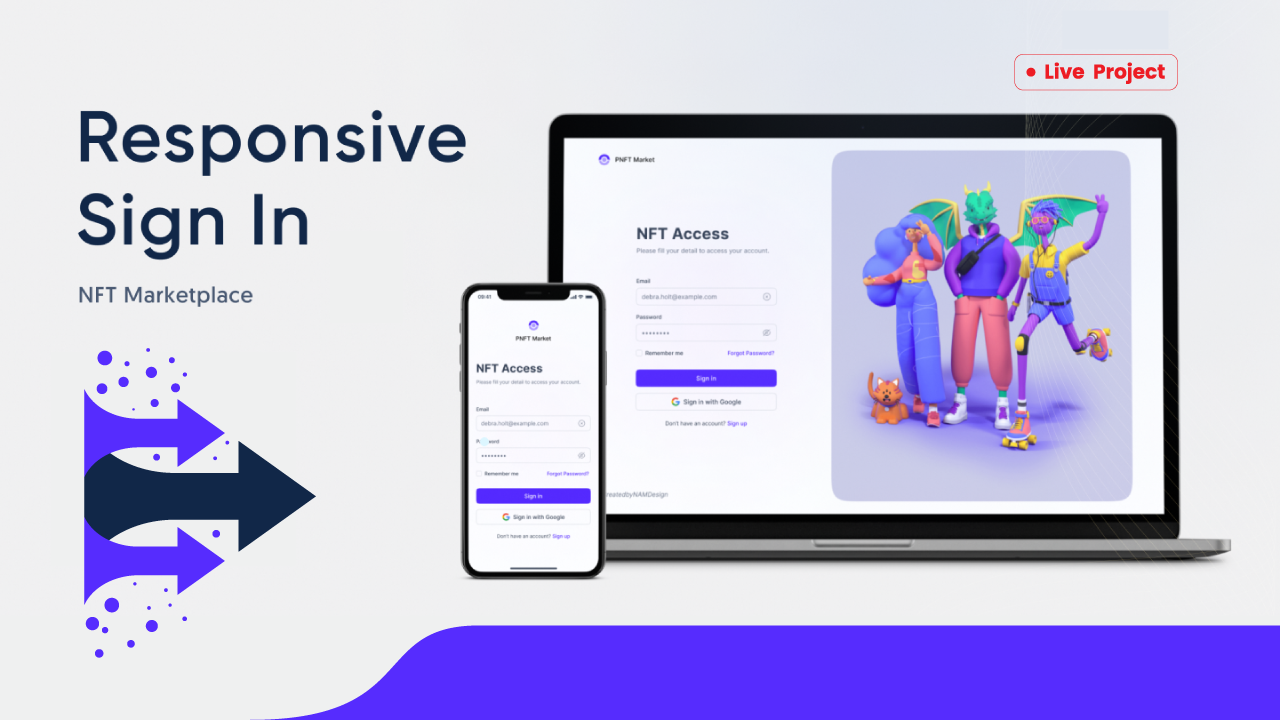 Live Project
Responsive
Sign In
NFT Marketplace
PNFT Market
NFT Access
Please fill your detail to access your account.
Email
debra.holt@example.com
Password
Remember me
Forgot Password?
Sign in
Sign in with Google
Don't have an account? Sign up
09:41
PNFT Market
NFT Access
Please fill your detail to access your account.
Email
debra.holt@example.com
Remember me
Forgot Password?
Sign in
Sign in with Google
Don't have an account? Sign up